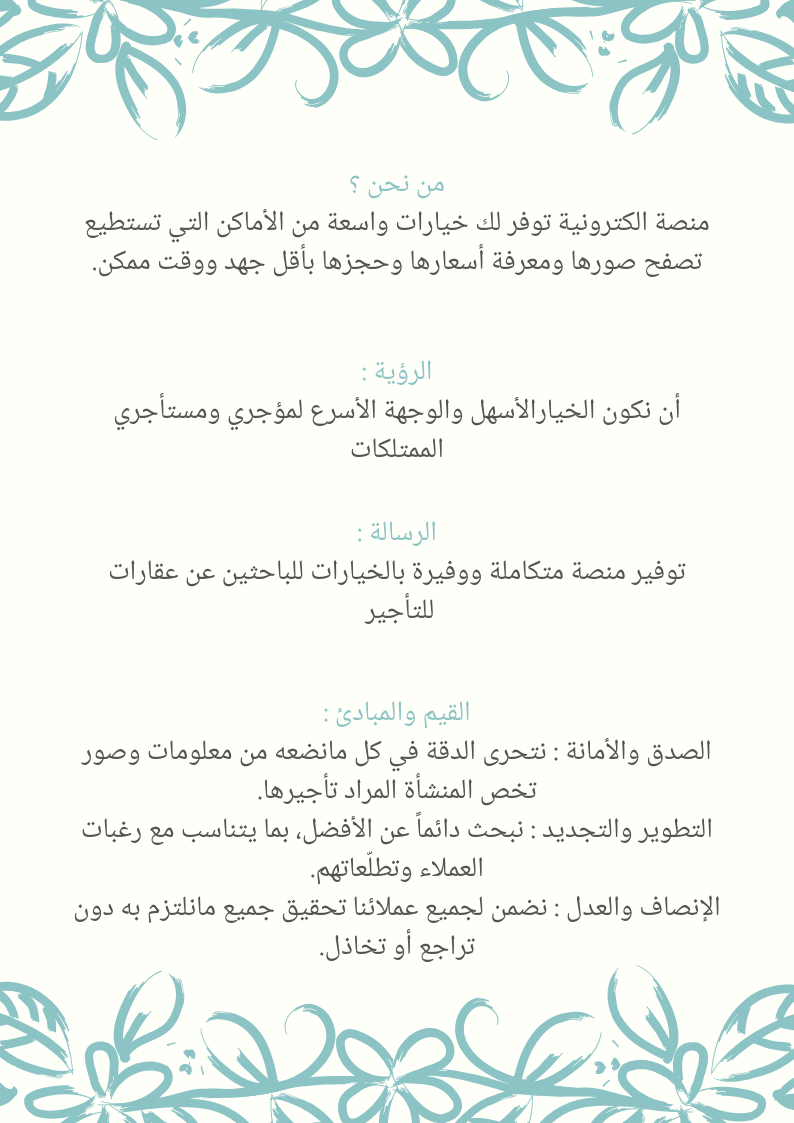 من نحن ؟
منصة الكترونية توفر لك خيارات واسعة من الأماكن التي تستطيع
تصفح صورها ومعرفة أسعارها وحجزها بأقل جهد ووقت ممكن.
الرؤية :
أن نكون الخيارالأسهل والوجهة الأسرع لمؤجري ومستأجري
الممتلكات
الرسالة :
توفير منصة متكاملة ووفيرة بالخيارات للباحثين عن عقارات
للتأجير
القيم والمبادئ :
الصدق والأمانة : نتحرى الدقة في كل مانضعه من معلومات وصور
تخص المنشأة المراد تأجيرها.
التطوير والتجديد : نبحث دائماً عن الأفضل، بما يتناسب مع رغبات
العملاء وتطلّعاتهم.
الإنصاف والعدل : نضمن لجميع عملائنا تحقيق جميع مانلتزم به دون
تراجع أو تخاذل.